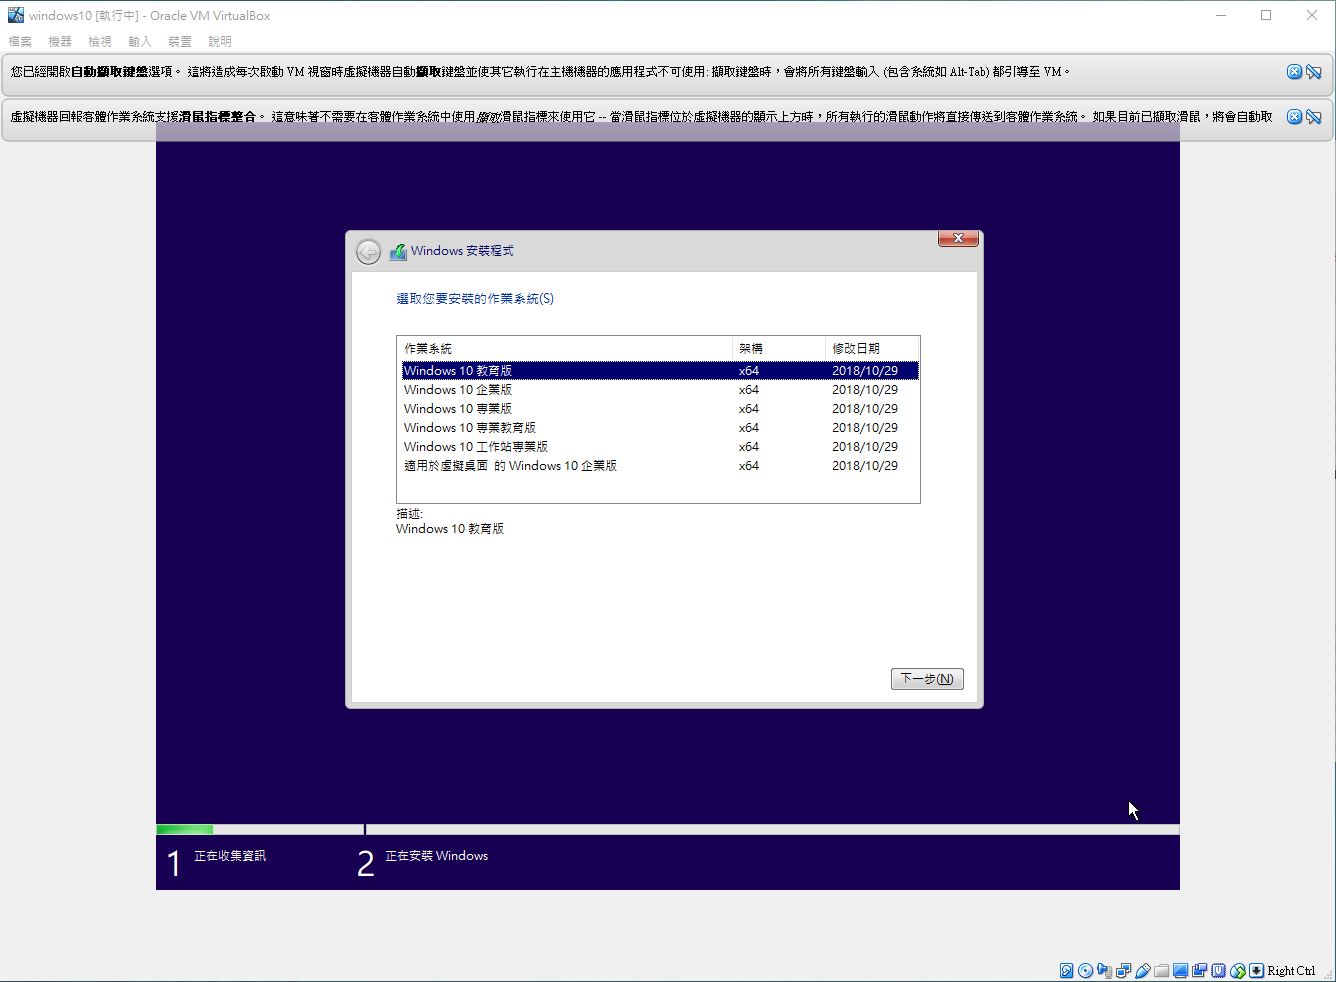 windows10 [執行中] - Oracle VM VirtualBox
檔案 機器 檢視 輸入 裝置 說明
您已經開啟自動擷取鍵盤選項。 這將造成每次啟動 VM 視窗時虛擬機器自動擷取鍵盤並使其它執行在主機機器的應用程式不可使用: 擷取鍵盤時，會將所有鍵盤輸入 (包含系統如 Alt-Tab) 都引導至 VM。
虛擬機器回報客體作業系統支援滑鼠指標整合。 這意味著不需要在客體作業系統中使用擷取滑鼠指標來使用它 -- 當滑鼠指標位於虛擬機器的顯示上方時，所有執行的滑鼠動作將直接傳送到客體作業系統。 如果目前已擷取滑鼠，將會自動取
Windows 安裝程式
選取您要安裝的作業系統(S)
作業系統 架構 修改日期
Windows 10 教育版 x64 2018/10/29
Windows 10 企業版 x64 2018/10/29
Windows 10 專業版 x64 2018/10/29
Windows 10 專業教育版 x64 2018/10/29
Windows 10 工作站專業版 x64 2018/10/29
適用於虛擬桌面 的 Windows 10 企業版 x64 2018/10/29
描述:
Windows 10 教育版
下一步(N)
1 正在收集資訊 2 正在安裝 Windows
Right Ctrl